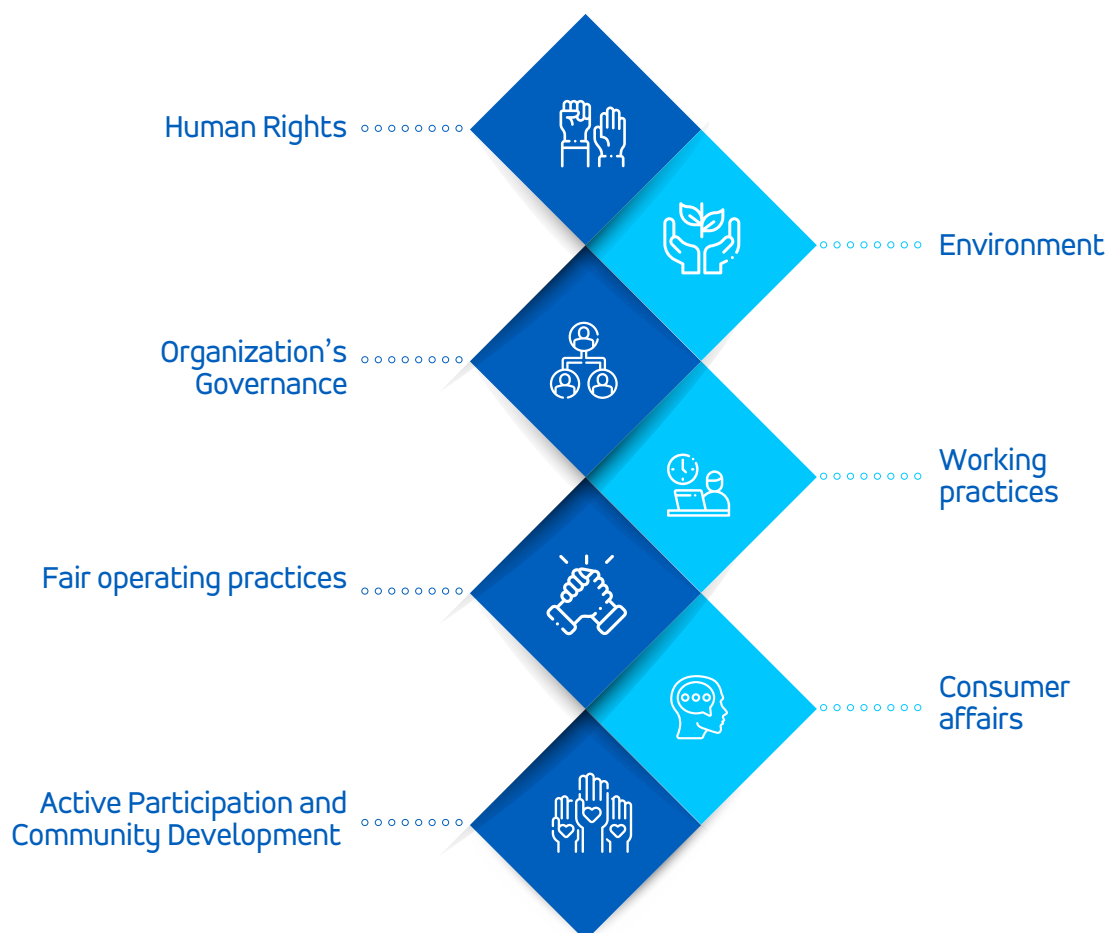 Human Rights
Environment
Organization's
Governance
Working
practices
Fair operating practices
Consumer
affairs
Active Participation and
Community Development